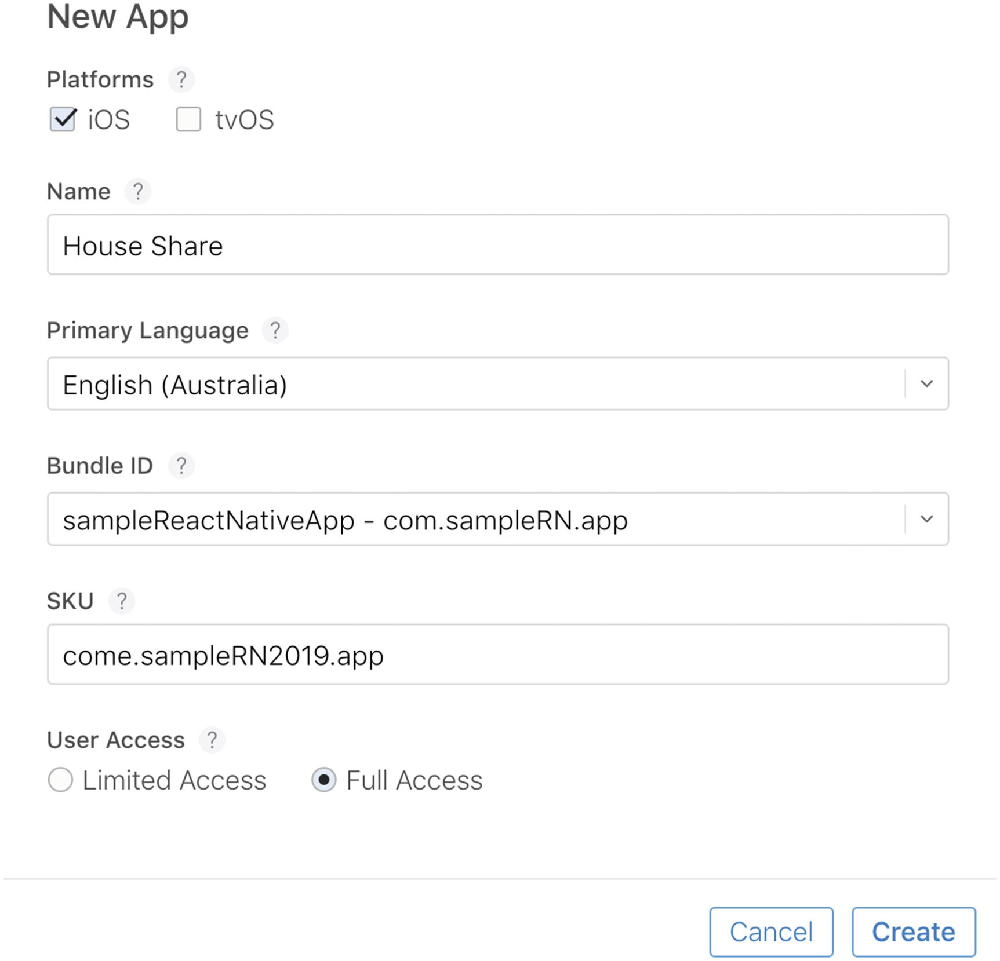 New App
Platforms ?
iOS tvOS
Name ?
House Share
Primary Language ?
English (Australia)
Bundle ID ?
sampleReactNativeApp - com.sampleRN.app
SKU ?
come.sampleRN2019.app
User Access ?
Limited Access Full Access
Cancel Create